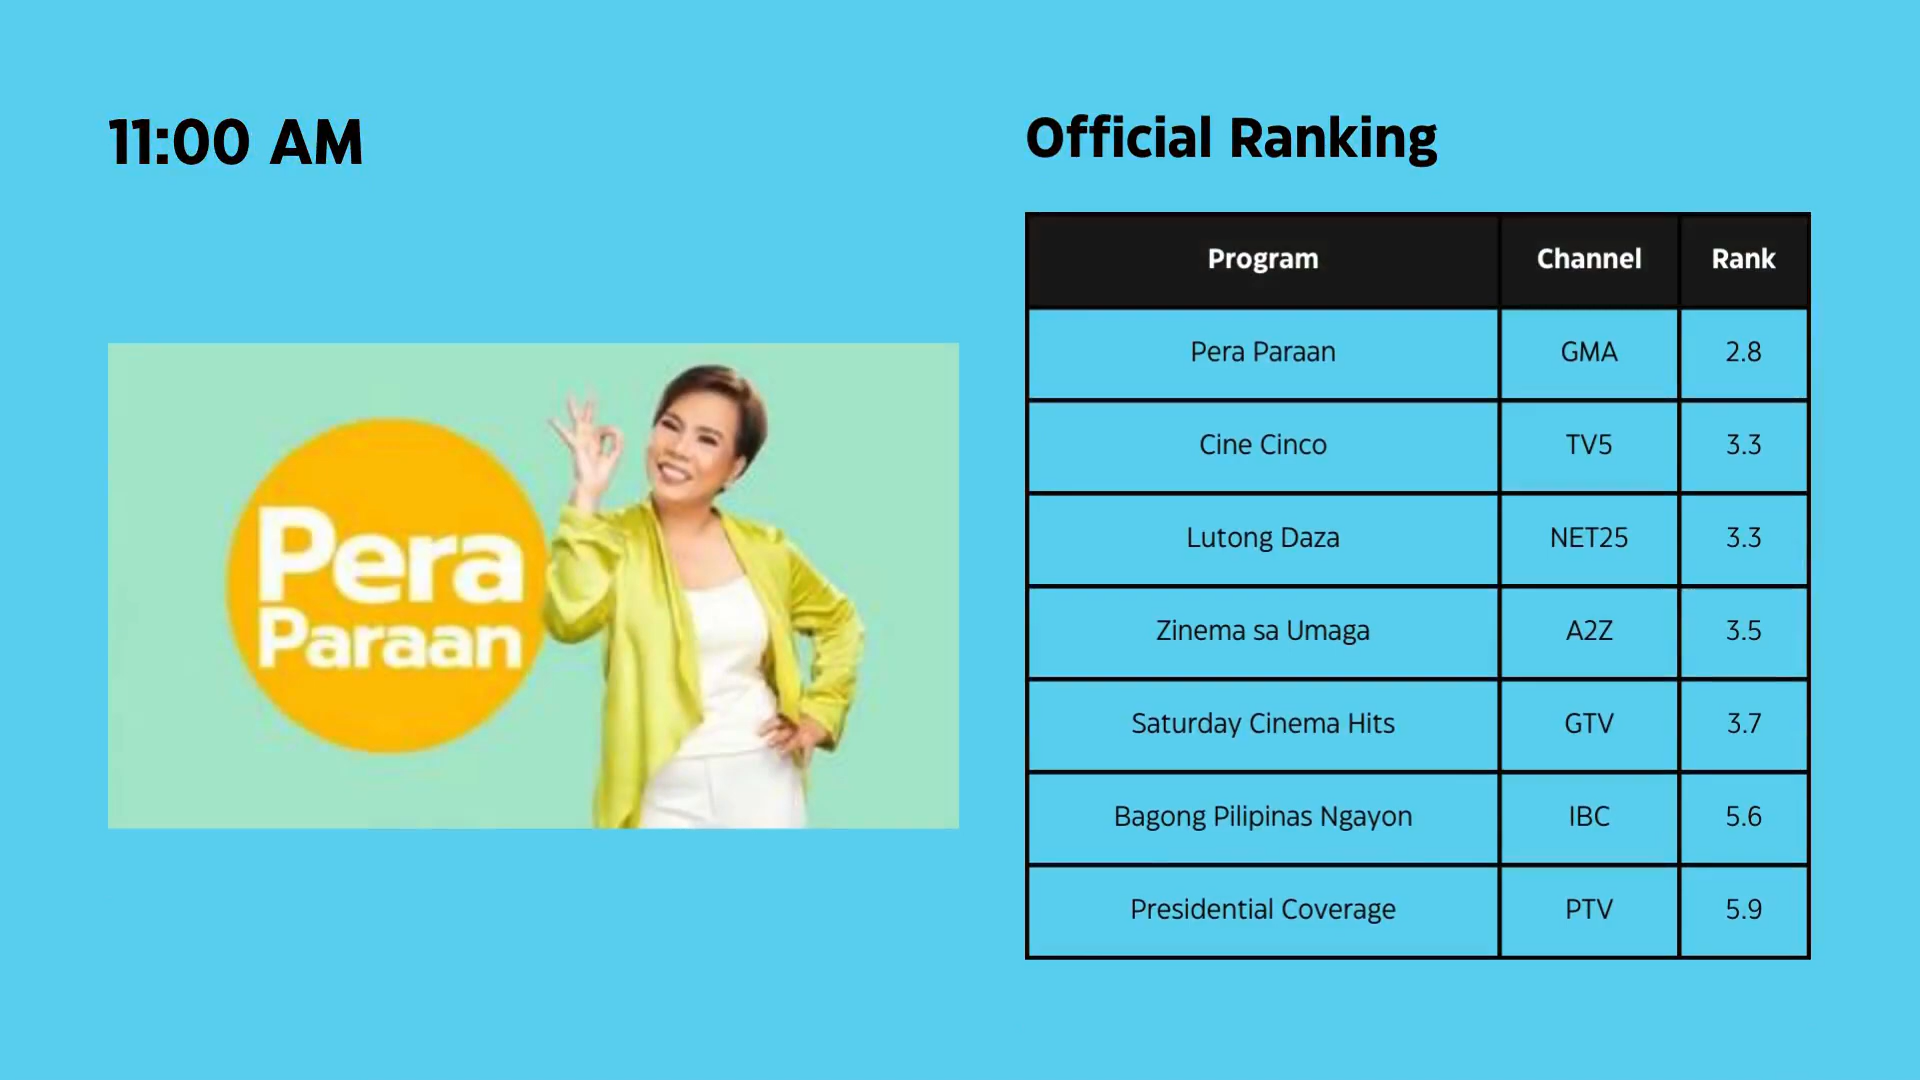 11:00 AM
Official Ranking
Program Channel Rank
Pera Paraan GMA 2.8
Cine Cinco TV5 3.3
Lutong Daza NET25 3.3
Zinema sa Umaga A2Z 3.5
Saturday Cinema Hits GTV 3.7
Bagong Pilipinas Ngayon IBC 5.6
Presidential Coverage PTV 5.9
Pera
Paraan